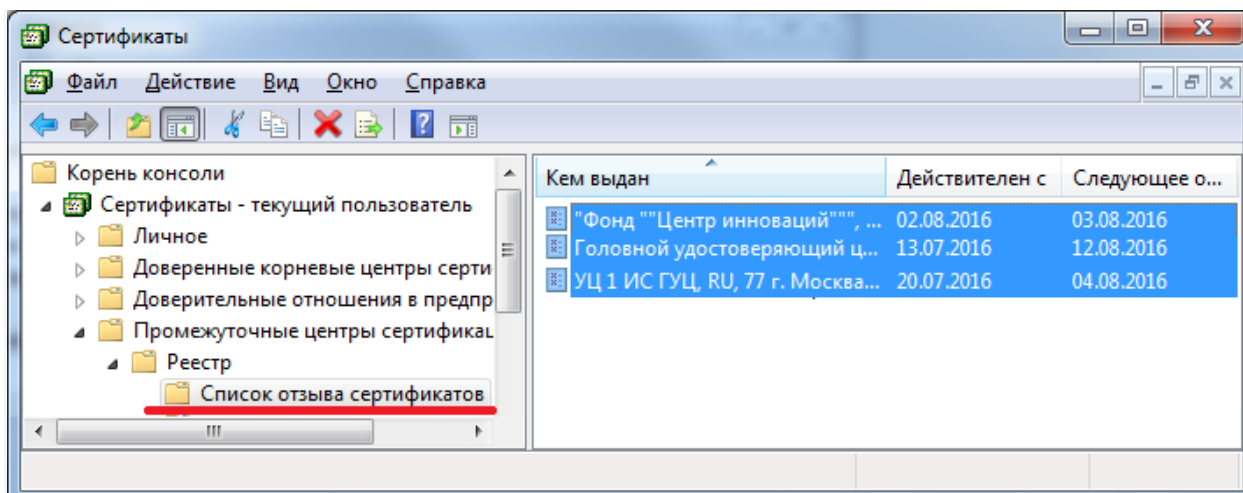 Сертификаты
Файл Действие Вид Окно Справка
Корень консоли
Сертификаты - текущий пользователь
Личное
Доверенные корневые центры серти
Доверительные отношения в предпр
Промежуточные центры сертификац
Реестр
Список отзыва сертификатов
Кем выдан Действителен с Следующее о...
"Фонд ""Центр инноваций""", ... 02.08.2016 03.08.2016
Головной удостоверяющий ц... 13.07.2016 12.08.2016
УЦ 1 ИС ГУЦ, RU, 77 г. Москва... 20.07.2016 04.08.2016